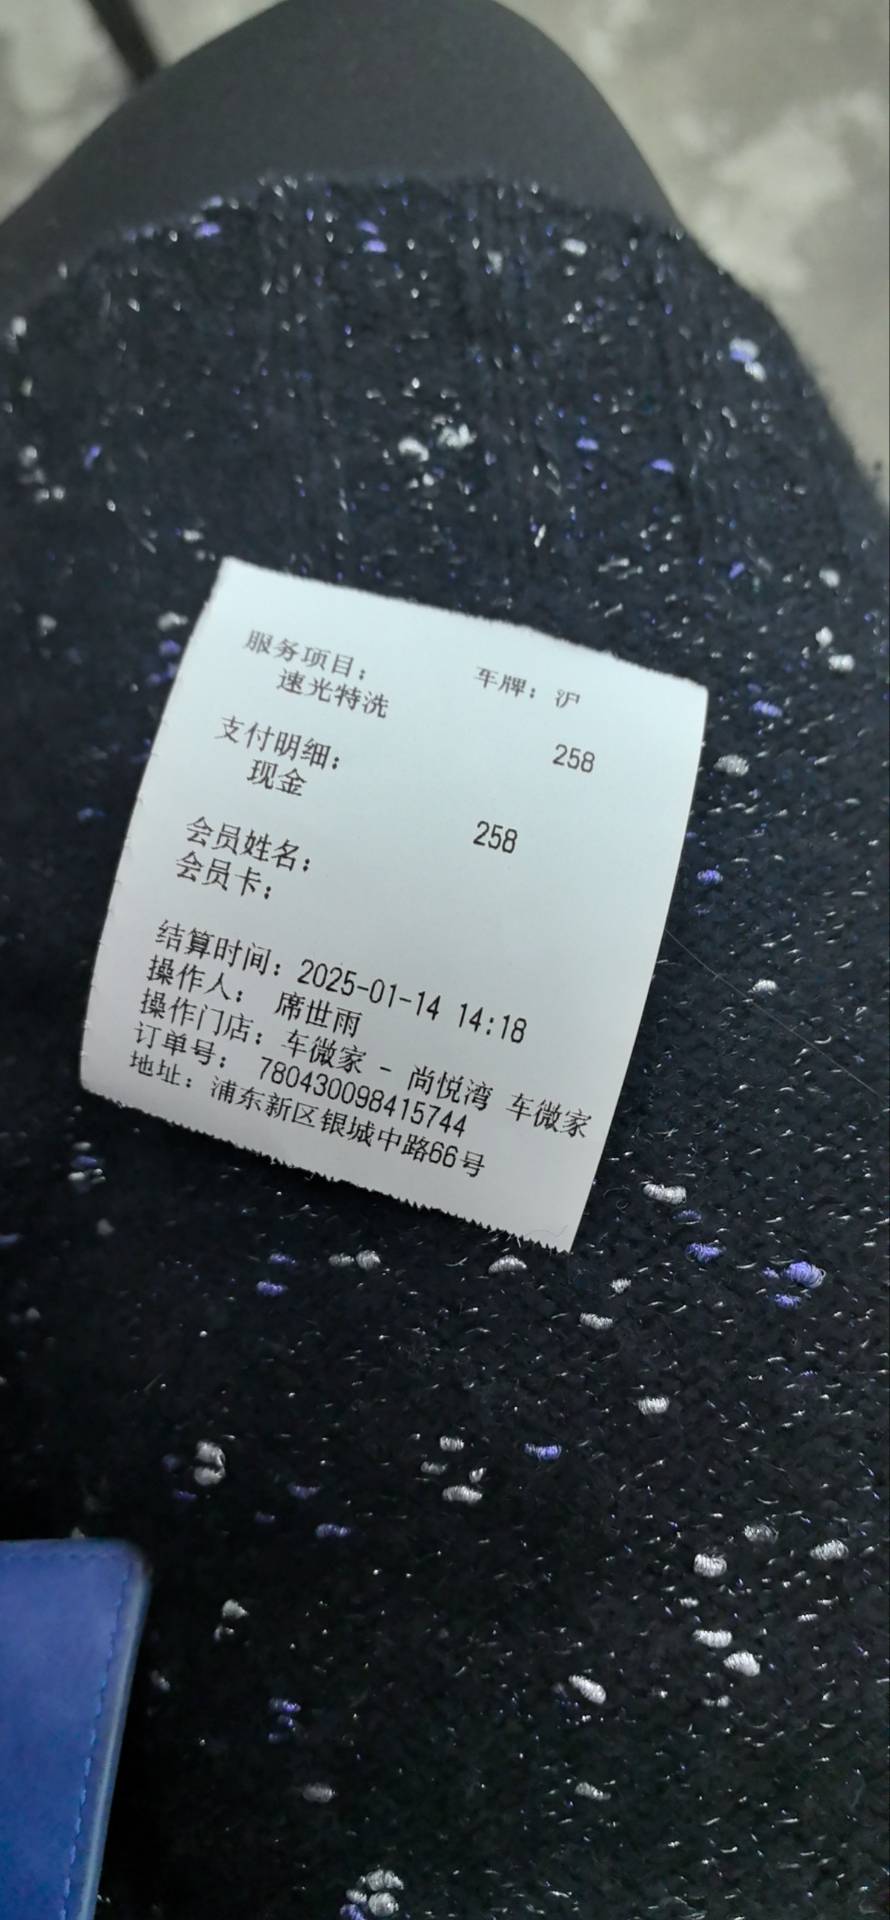 服务项目： 车牌：沪
速光特洗 258
支付明细：
现金 258
会员姓名：
会员卡：
结算时间：2025-01-14 14:18
操作人： 席世雨
操作门店：车微家 - 尚悦湾 车微家
订单号： 780430098415744
地址：浦东新区银城中路66号